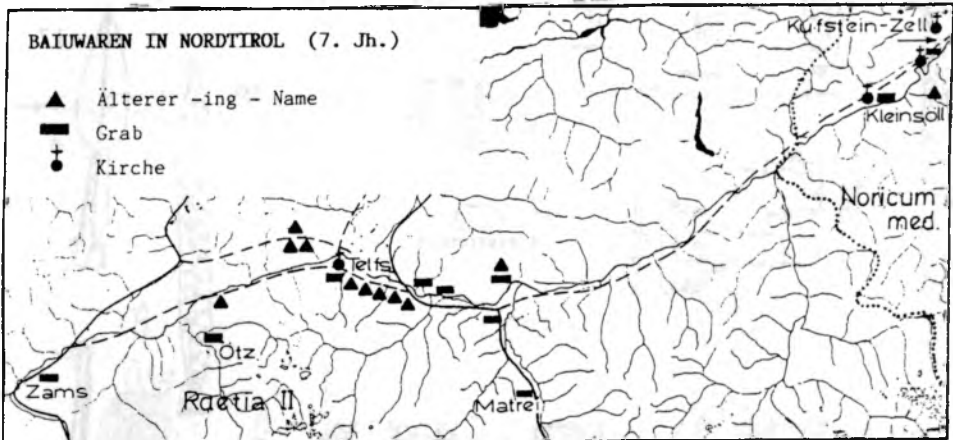 BAIUWAREN IN NORDTIROL (7. Jh.)
Älterer -ing - Name
Grab
Kirche
Kufstein-Zell
Kleinsöll
Noricum
med.
Telfs
Ötz
Zams
Raetia II
Matrei